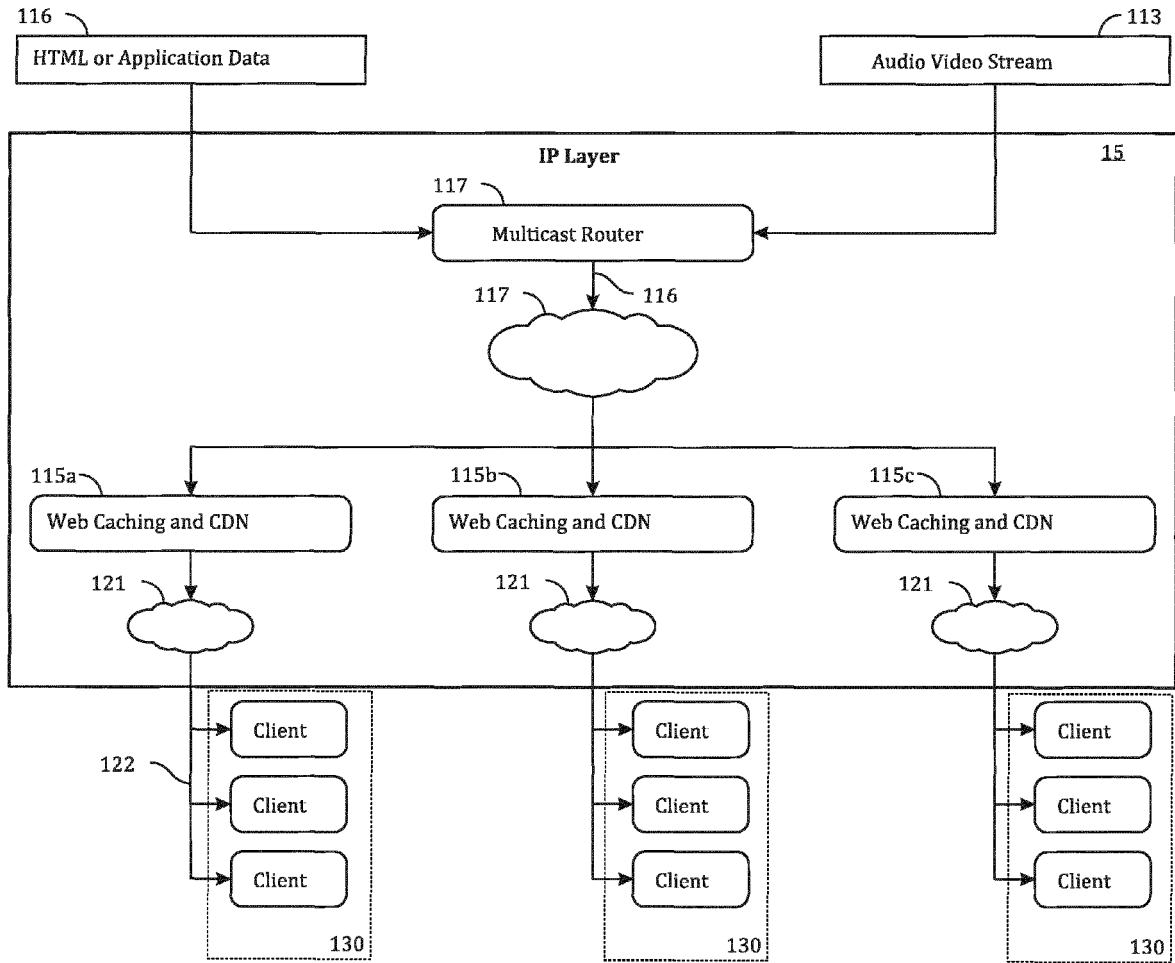 116
113
HTML or Application Data
Audio Video Stream
IP Layer
15
117
Multicast Router
117
116
115a
115b
115c
Web Caching and CDN
Web Caching and CDN
Web Caching and CDN
121
121
121
Client
Client
Client
122
Client
Client
Client
Client
Client
Client
130
130
130